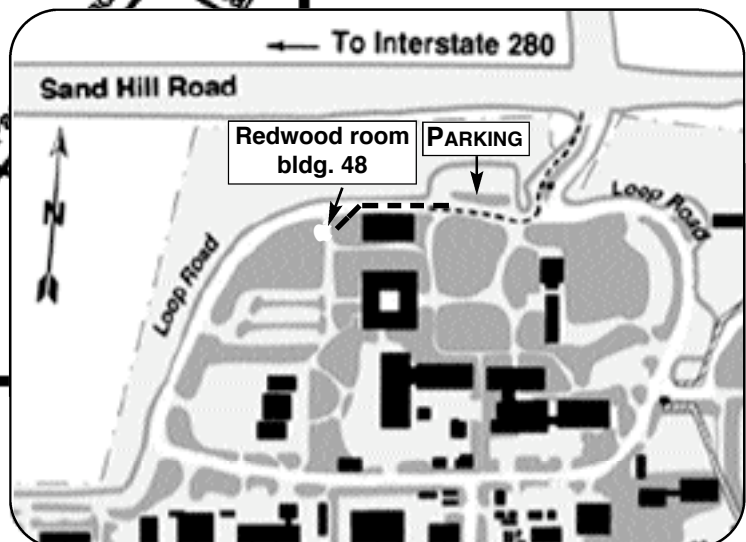 To Interstate 280
Sand Hill Road
Redwood room
bldg. 48
PARKING
Loop Road
N
Loop Road